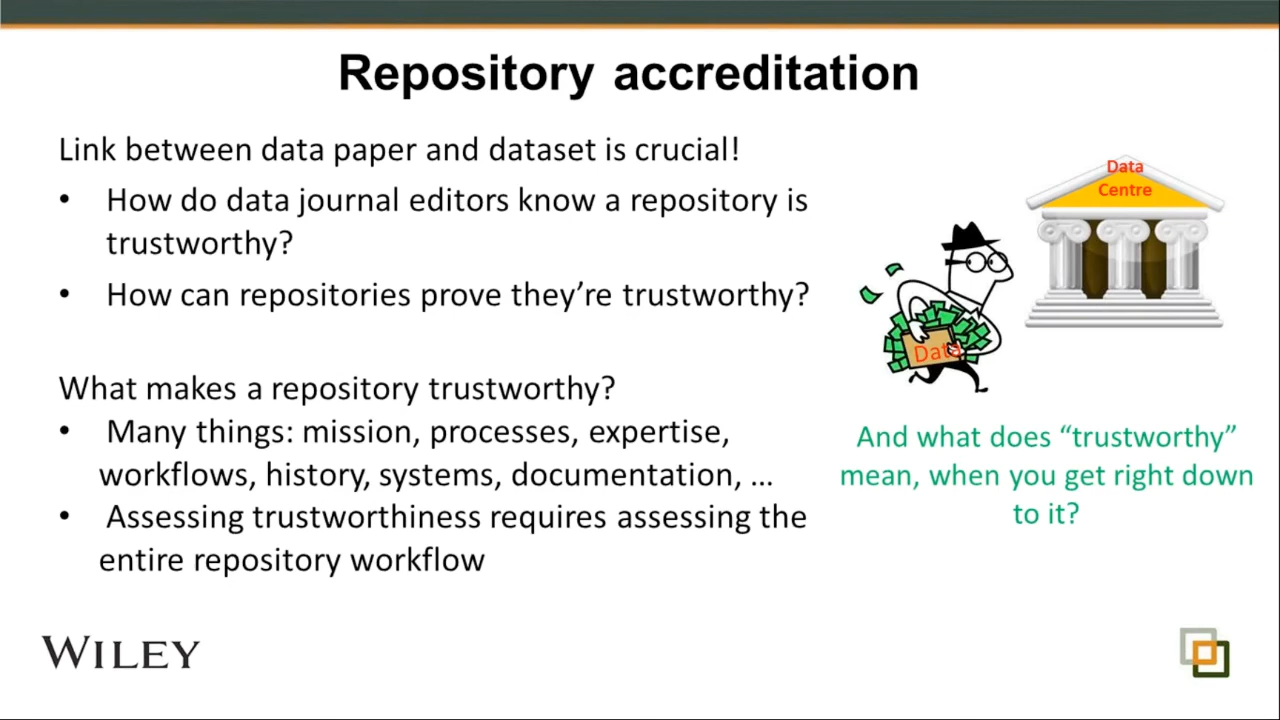 Repository accreditation
Link between data paper and dataset is crucial!
• How do data journal editors know a repository is
trustworthy?
• How can repositories prove they’re trustworthy?
What makes a repository trustworthy?
• Many things: mission, processes, expertise,
workflows, history, systems, documentation, ...
• Assessing trustworthiness requires assessing the
entire repository workflow
Data
Centre
Data
And what does “trustworthy”
mean, when you get right down
to it?
WILEY